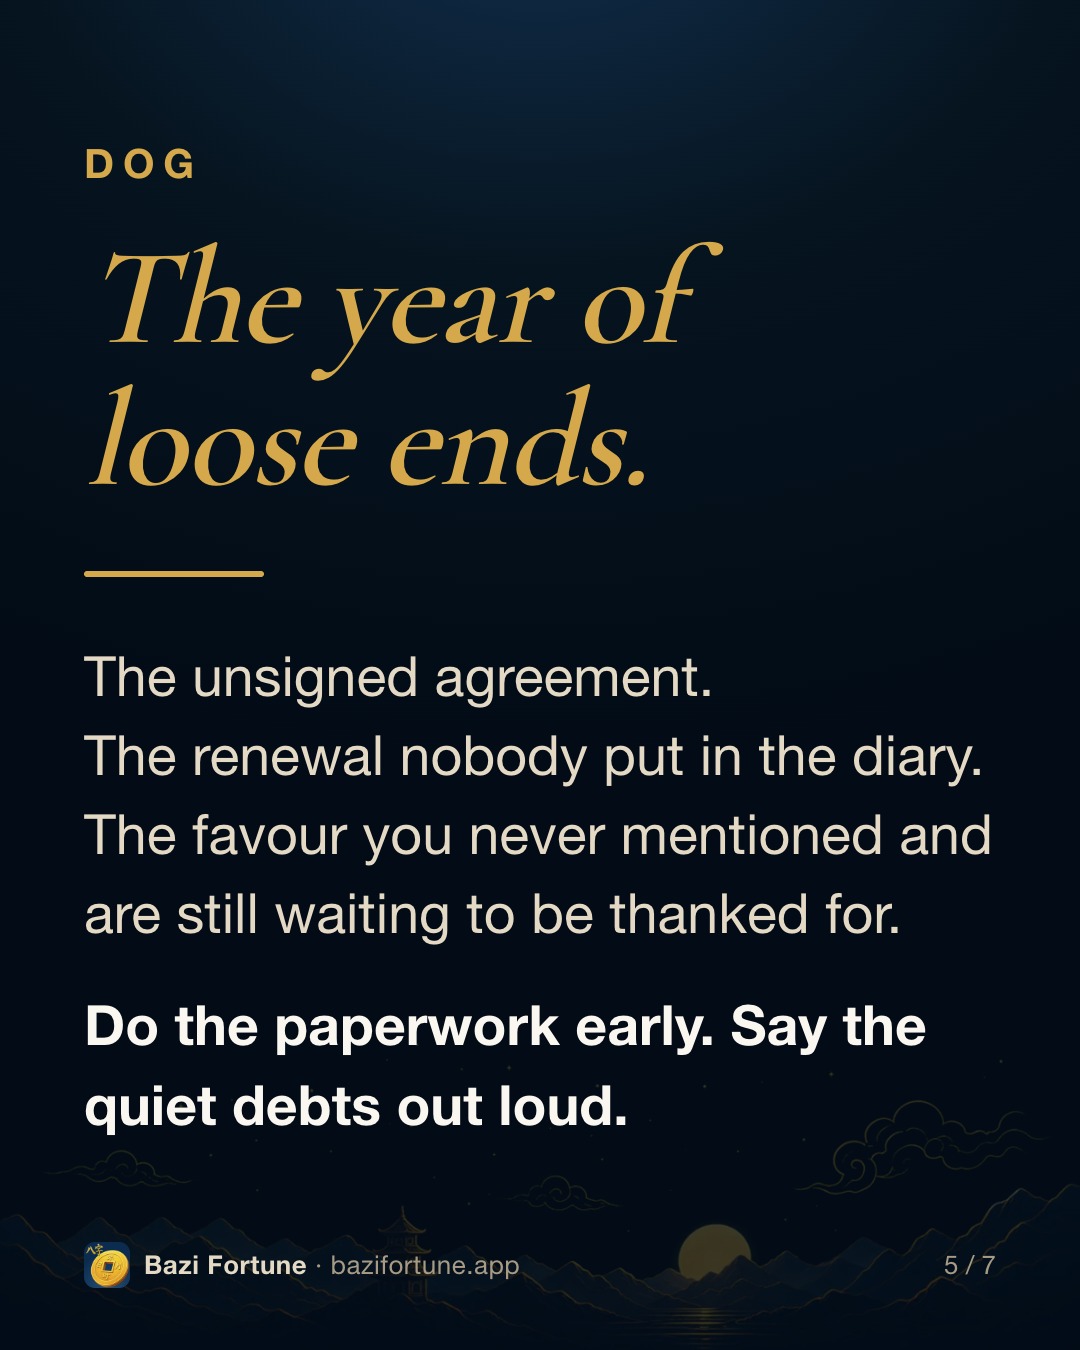 DOG
The year of
loose ends.
The unsigned agreement.
The renewal nobody put in the diary.
The favour you never mentioned and
are still waiting to be thanked for.
Do the paperwork early. Say the
quiet debts out loud.
八字
Bazi Fortune · bazifortune.app
5 / 7